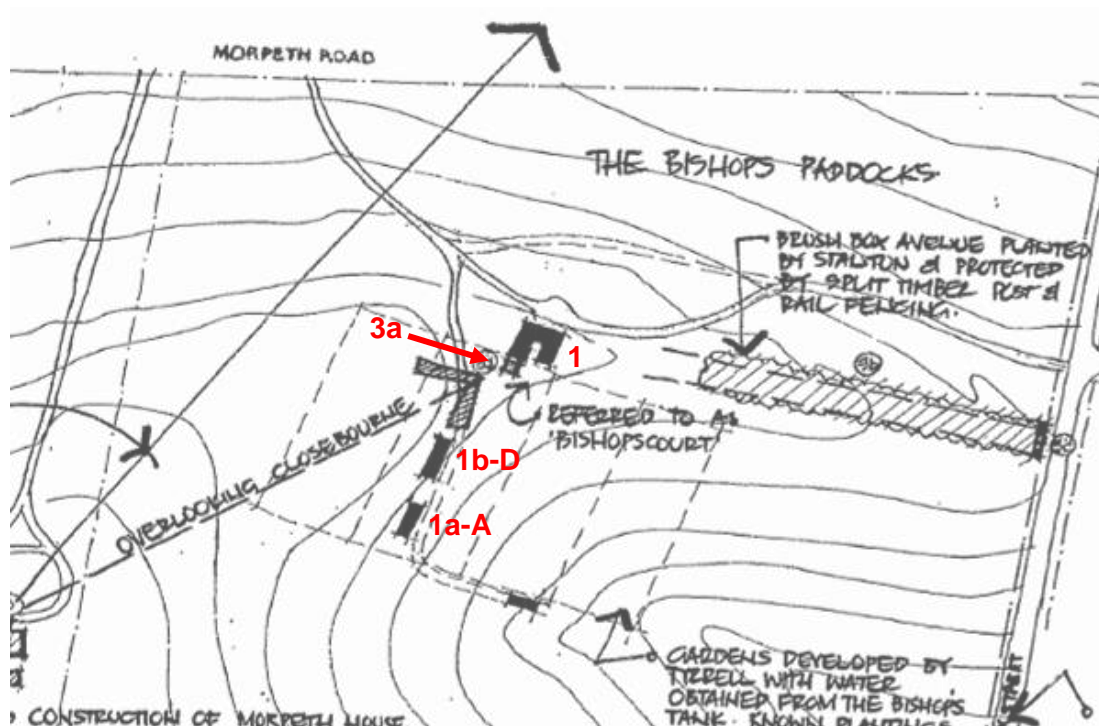 MORPETH ROAD
THE BISHOPS PADDOCKS
BRUSH BOX AVENUE PLANTED
BY STANTON & PROTECTED
BY SPLIT TIMBER POST &
RAIL FENCING.
3a
1
9b
REFERRED TO AS
'BISHOPSCOURT'
OVERLOOKING CLOSEBOURNE
1b-D
1a-A
GARDENS DEVELOPED BY
TYRRELL WITH WATER
OBTAINED FROM THE BISHOPS
TANK. KNOWN PLANTINGS
STREET
CONSTRUCTION OF MORPETH HOUSE